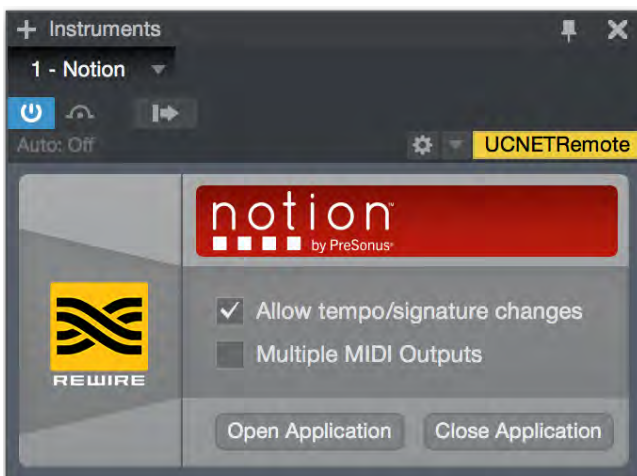 Instruments
1 - Notion
Auto: Off
UCNETRemote
notion™
by PreSonus®
Allow tempo/signature changes
Multiple MIDI Outputs
REWIRE
Open Application
Close Application